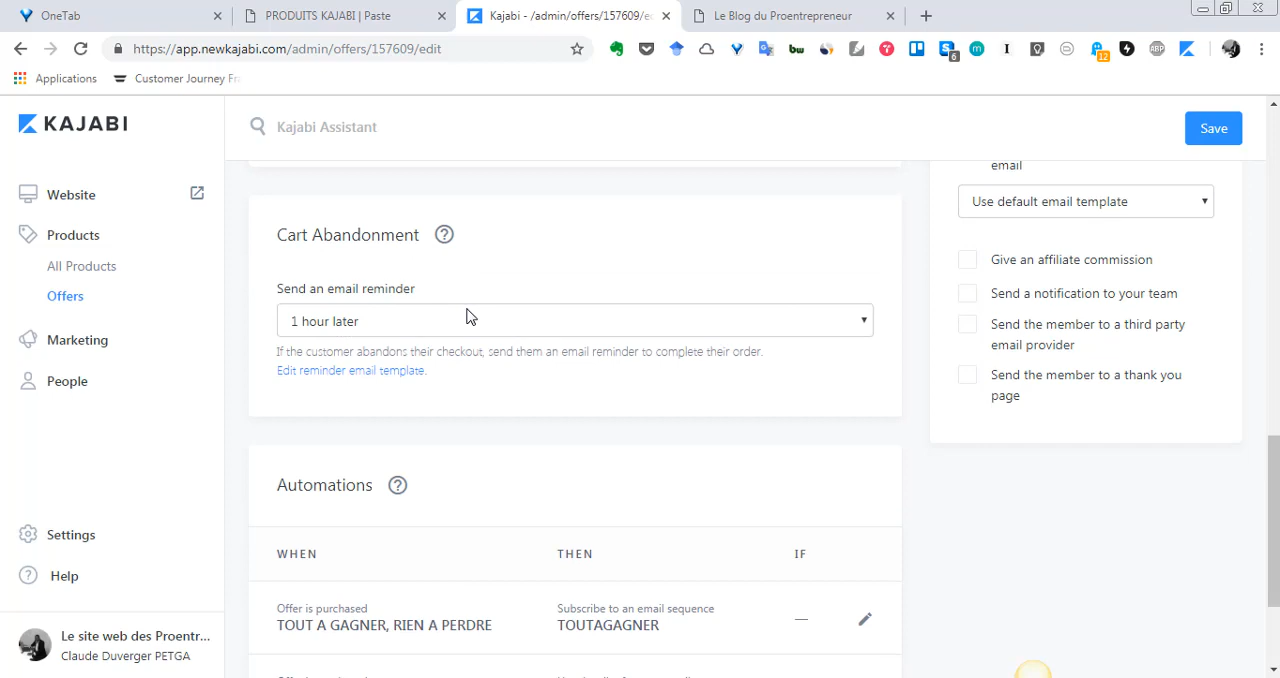 OneTab
PRODUITS KAJABI | Paste
Kajabi - /admin/offers/157609/e
Le Blog du Proentrepreneur
https://app.newkajabi.com/admin/offers/157609/edit
6
12
ABP
Applications
Customer Journey Fr
KAJABI
Kajabi Assistant
Save
Website
Products
All Products
Offers
Marketing
People
Settings
Help
Le site web des Proentr...
Claude Duverger PETGA
Cart Abandonment
Send an email reminder
1 hour later
If the customer abandons their checkout, send them an email reminder to complete their order.
Edit reminder email template.
Automations
WHEN
THEN
IF
Offer is purchased
Subscribe to an email sequence
TOUT A GAGNER, RIEN A PERDRE
TOUTAGAGNER
—
email
Use default email template
Give an affiliate commission
Send a notification to your team
Send the member to a third party
email provider
Send the member to a thank you
page